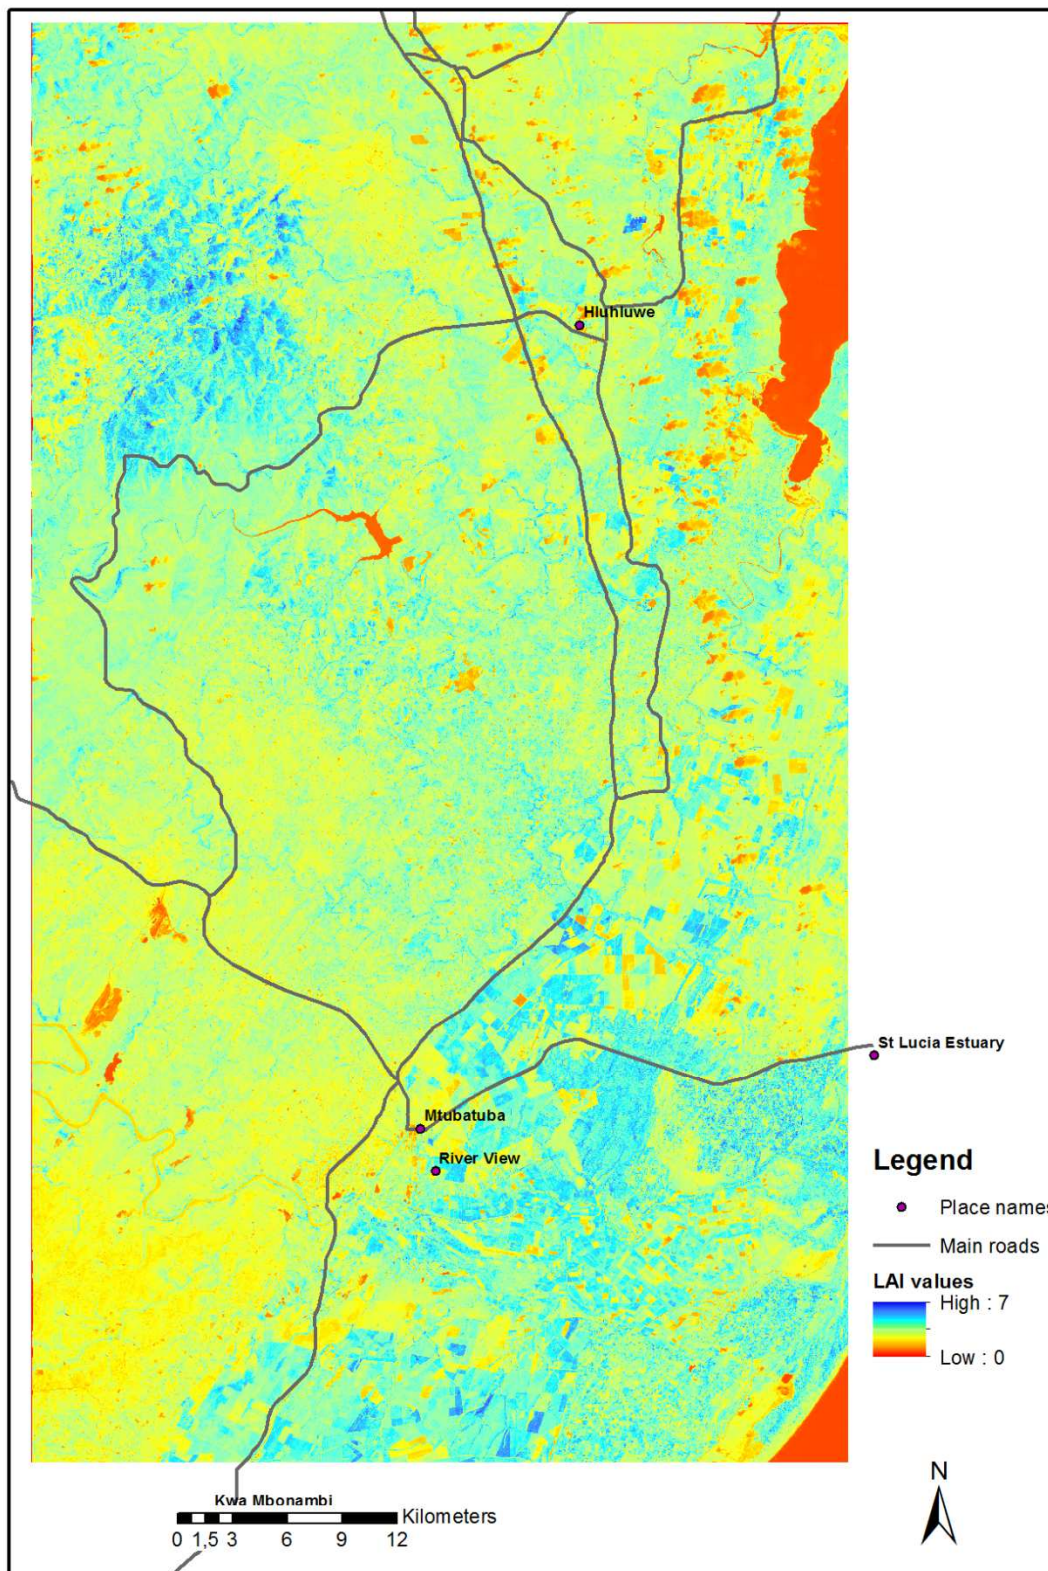 Hluhluwe
St Lucia Estuary
Mtubatuba
River View
Legend
Place names
Main roads
LAI values
High : 7
Low : 0
N
Kwa Mbonambi
Kilometers
0 1,5 3 6 9 12